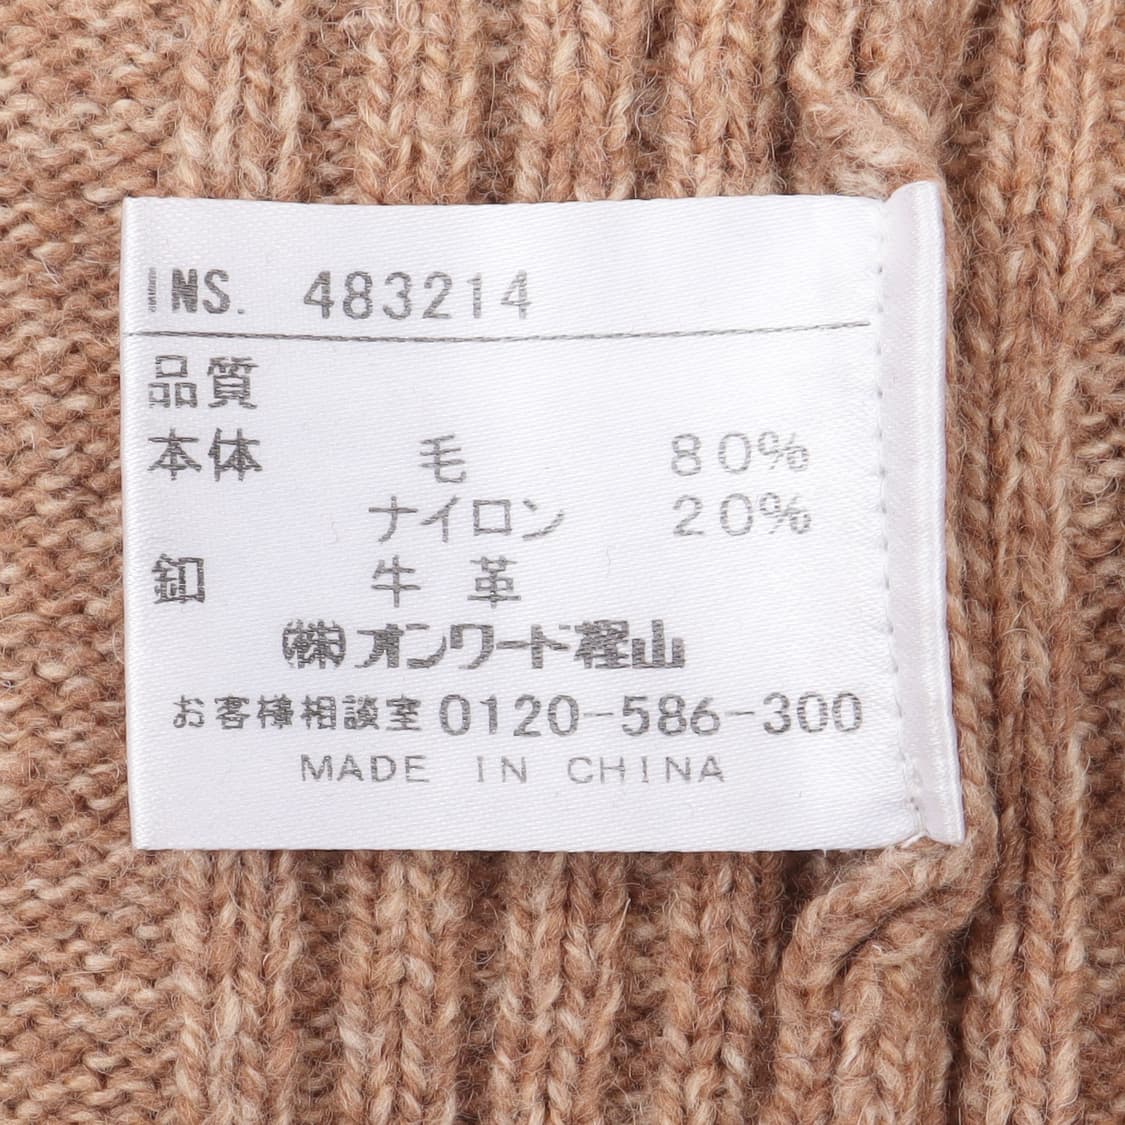 INS. 483214
品質
本体 毛 80%
ナイロン 20%
釦 牛革
㈱オンワード樫山
お客様相談室 0120-586-300
MADE IN CHINA